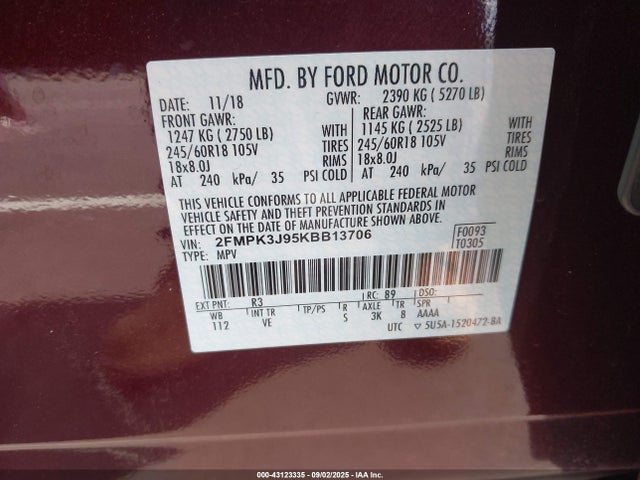 MFD. BY FORD MOTOR CO.
DATE: 11/18 GVWR: 2390 KG ( 5270 LB)
FRONT GAWR: REAR GAWR:
1247 KG ( 2750 LB) WITH 1145 KG ( 2525 LB) WITH
245/60R18 105V TIRES 245/60R18 105V TIRES
18x8.0J RIMS 18x8.0J RIMS
AT 240 kPa/ 35 PSI COLD AT 240 kPa/ 35 PSI COLD
THIS VEHICLE CONFORMS TO ALL APPLICABLE FEDERAL MOTOR
VEHICLE SAFETY AND THEFT PREVENTION STANDARDS IN
EFFECT ON THE DATE OF MANUFACTURE SHOWN ABOVE.
VIN: 2FMPK3J95KBB13706 F0093
TYPE: MPV T0305
EXT PNT: R3 RC: 89 DSO:
WB INT TR TP/PS R AXLE TR SPR
112 VE S 3K 8 AAAA
UTC ▽ 5U5A-1520472-BA
000-43123335 - 09/02/2025 - IAA Inc.